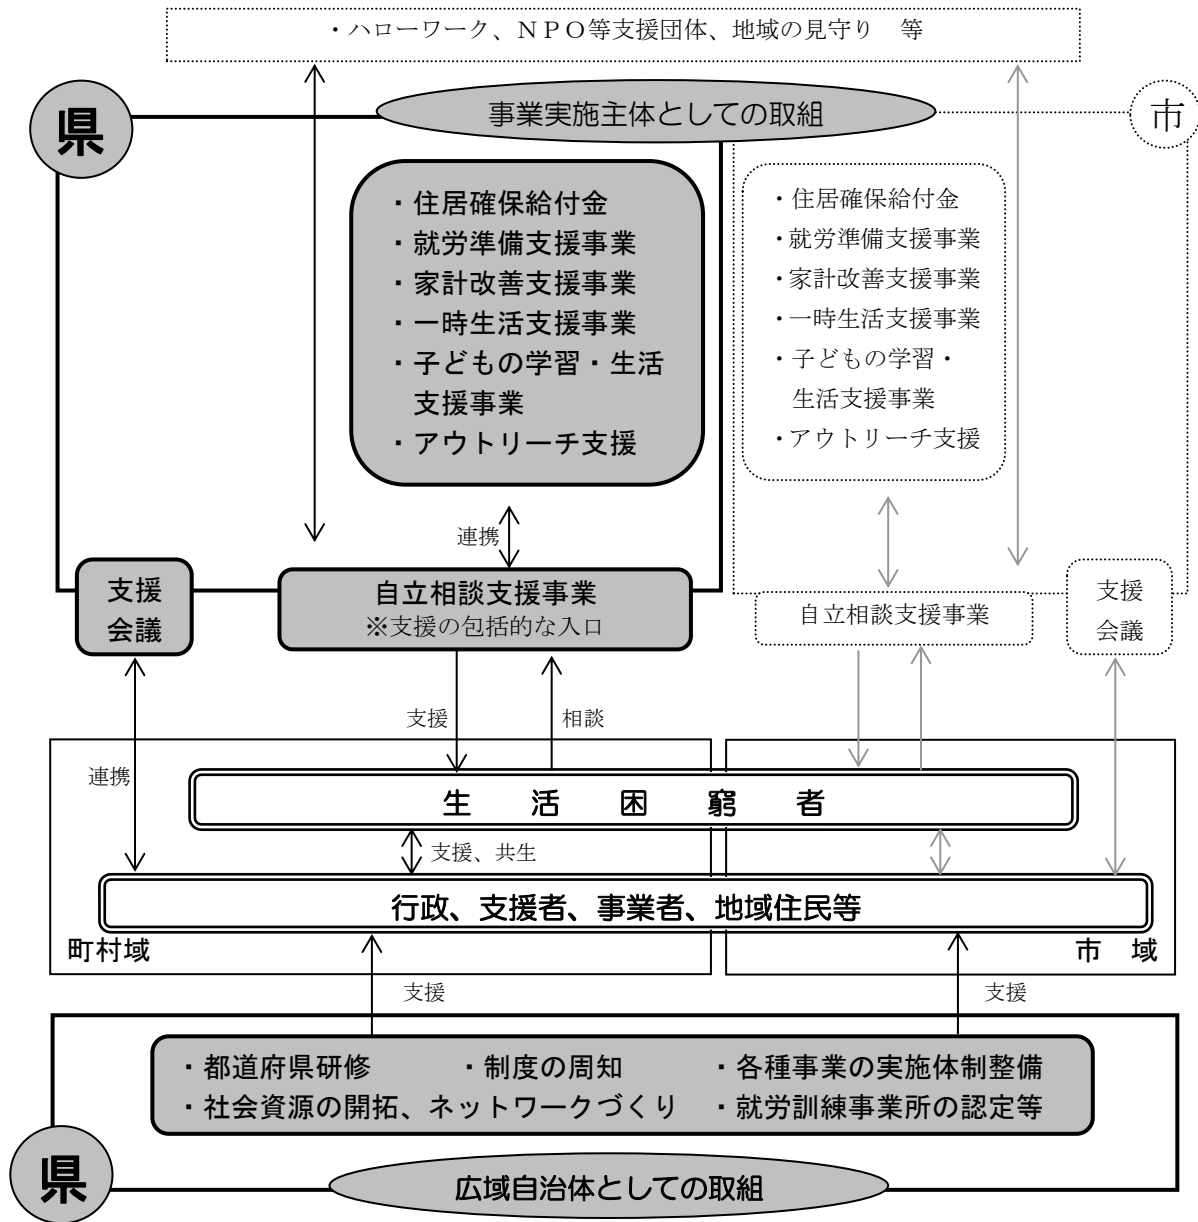 ・ハローワーク、ＮＰＯ等支援団体、地域の見守り　等
県
事業実施主体としての取組
市
・住居確保給付金
・就労準備支援事業
・家計改善支援事業
・一時生活支援事業
・子どもの学習・生活
支援事業
・アウトリーチ支援
・住居確保給付金
・就労準備支援事業
・家計改善支援事業
・一時生活支援事業
・子どもの学習・
生活支援事業
・アウトリーチ支援
連携
支援
会議
自立相談支援事業
※支援の包括的な入口
自立相談支援事業
支援
会議
支援
相談
連携
生　活　困　窮　者
支援、共生
行政、支援者、事業者、地域住民等
町村域
市　域
支援
支援
・都道府県研修　・制度の周知　・各種事業の実施体制整備
・社会資源の開拓、ネットワークづくり　・就労訓練事業所の認定等
県
広域自治体としての取組